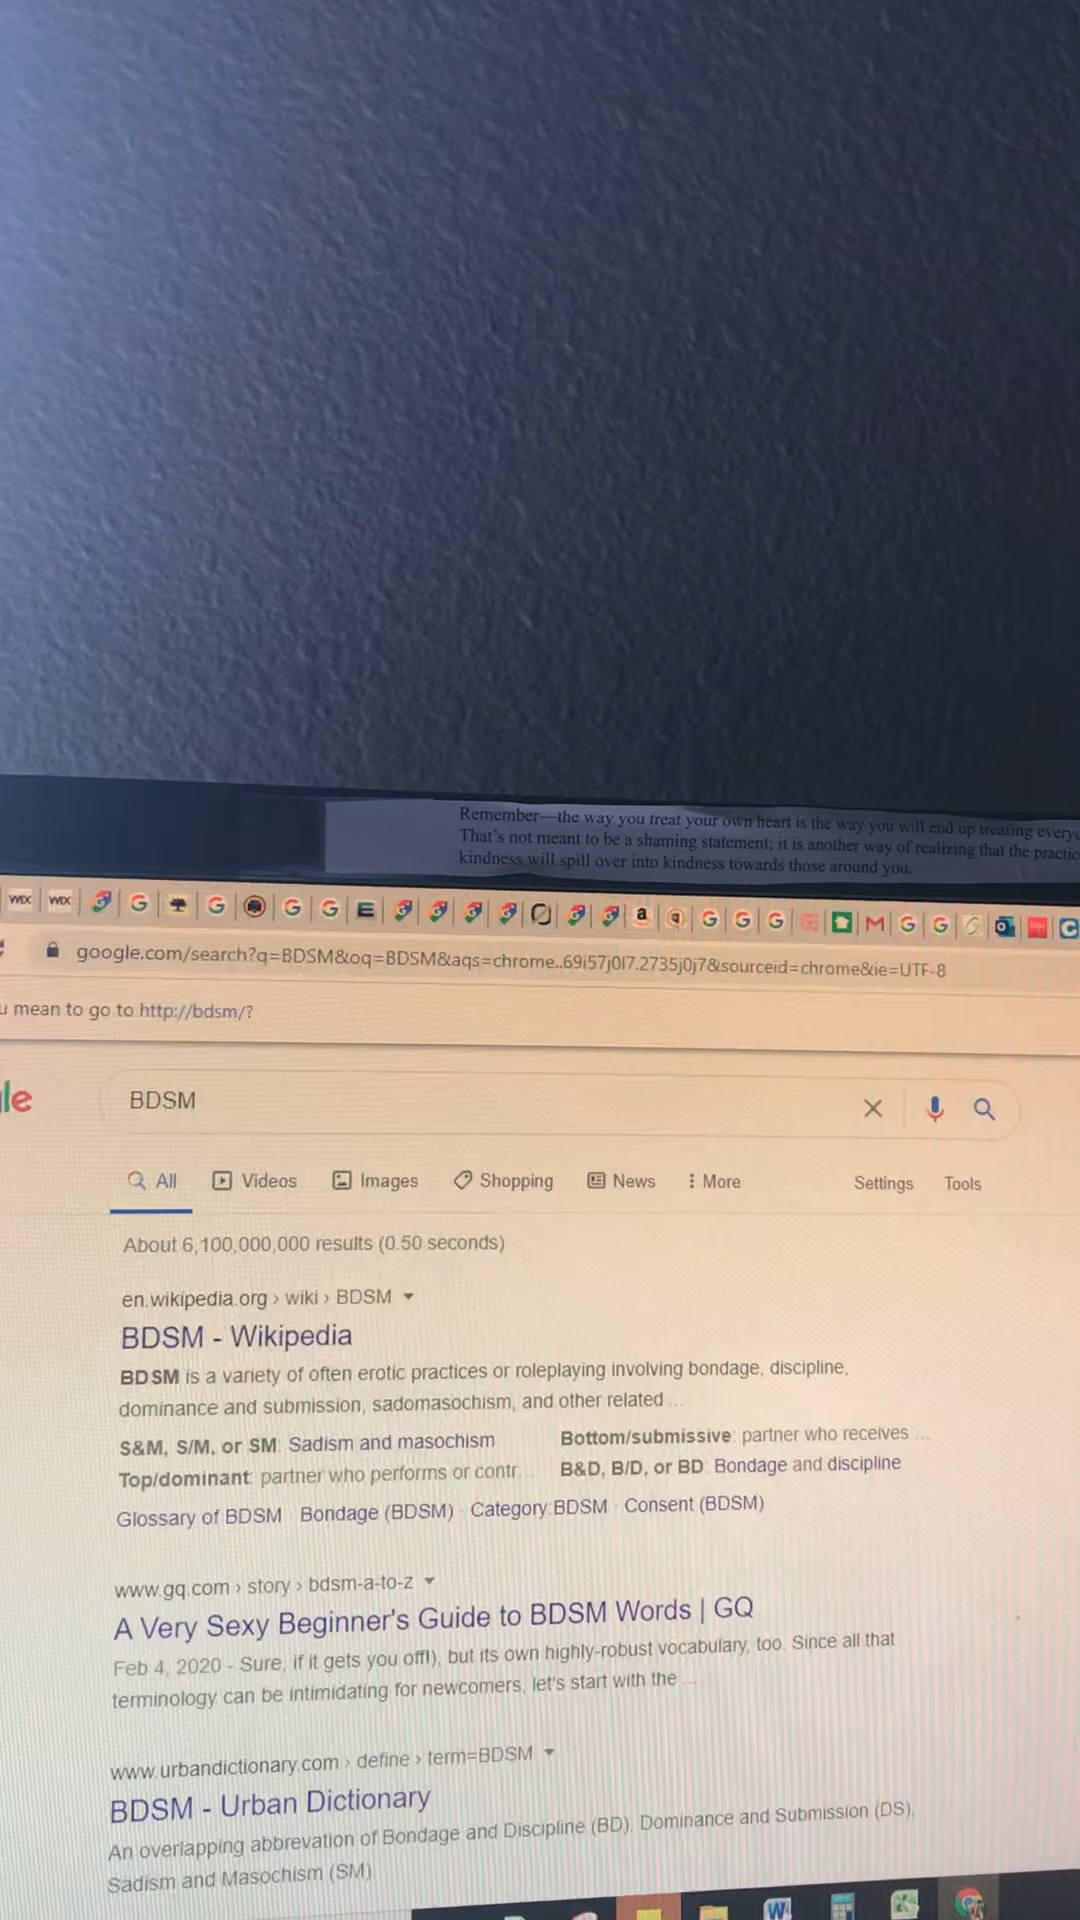 Remember—the way you treat your own heart is the way you will end up treating
That's not meant to be a shaming statement; it is another way of realizing that the
kindness will spill over into kindness towards those around you.
WIX WIX
google.com/search?q=BDSM&oq=BDSM&aqs=chrome..69i57j0l7.2735j0j7&sourceid=chrome&ie=UTF-8
u mean to go to http://bdsm/?
le BDSM
All Videos Images Shopping News More Settings Tools
About 6,100,000,000 results (0.50 seconds)
en.wikipedia.org › wiki › BDSM
BDSM - Wikipedia
BDSM is a variety of often erotic practices or roleplaying involving bondage, discipline,
dominance and submission, sadomasochism, and other related ...
S&M, S/M, or SM: Sadism and masochism Bottom/submissive: partner who receives ...
Top/dominant: partner who performs or contr... B&D, B/D, or BD: Bondage and discipline
Glossary of BDSM · Bondage (BDSM) · Category:BDSM · Consent (BDSM)
www.gq.com › story › bdsm-a-to-z
A Very Sexy Beginner's Guide to BDSM Words | GQ
Feb 4, 2020 - Sure, if it gets you off!), but its own highly-robust vocabulary, too. Since all that
terminology can be intimidating for newcomers, let's start with the ...
www.urbandictionary.com › define › term=BDSM
BDSM - Urban Dictionary
An overlapping abbrevation of Bondage and Discipline (BD), Dominance and Submission (DS),
Sadism and Masochism (SM)